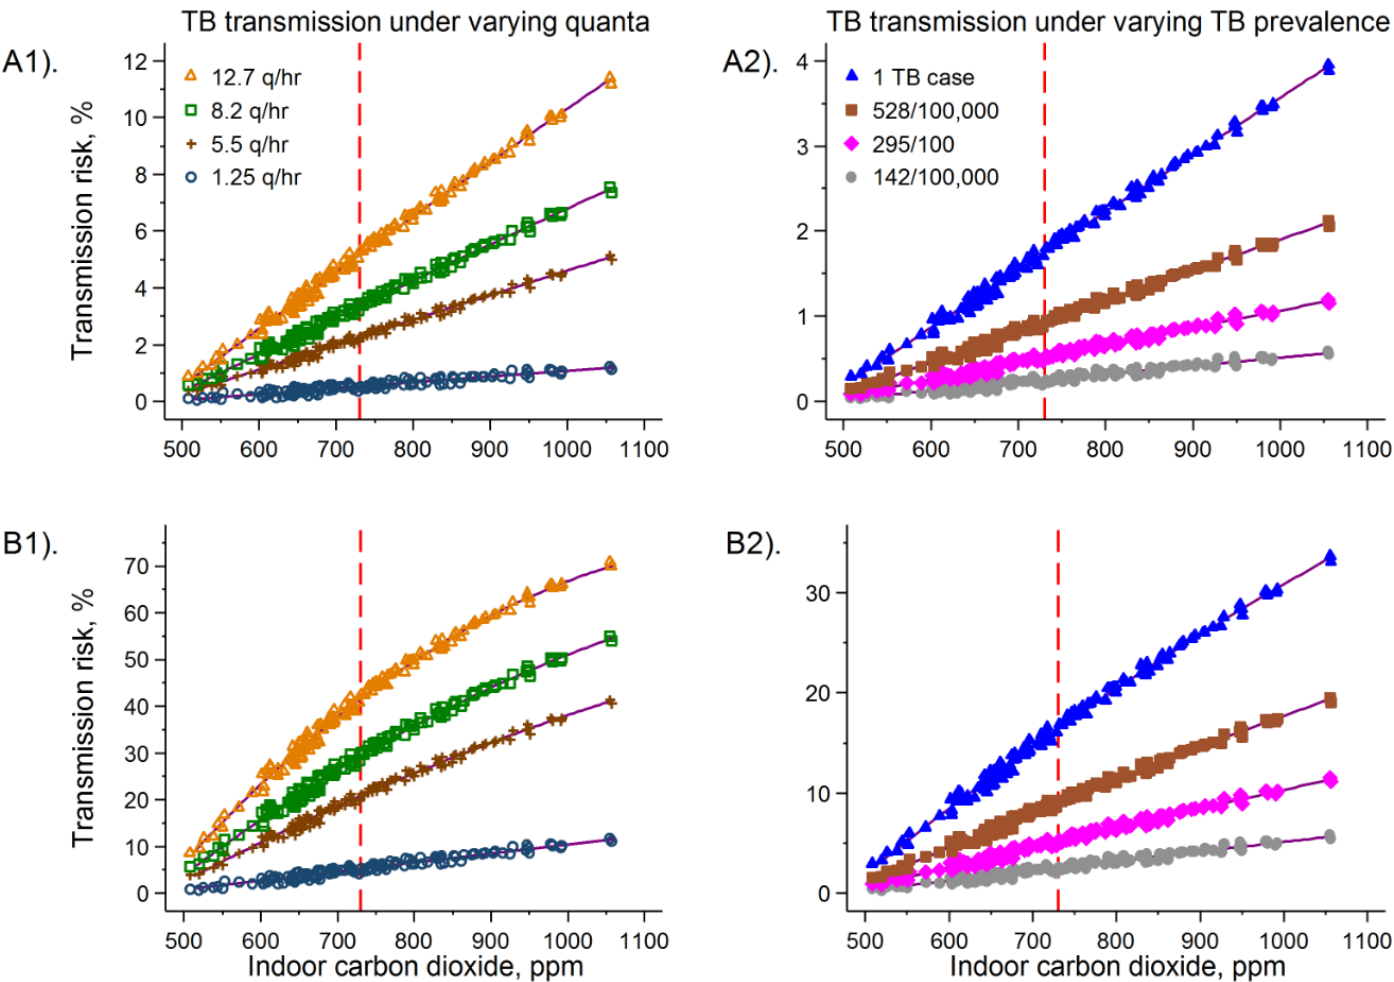 TB transmission under varying quanta
TB transmission under varying TB prevalence
A1).
Transmission risk, %
12
10
8
6
4
2
0
12.7 q/hr
8.2 q/hr
5.5 q/hr
1.25 q/hr
500 600 700 800 900 1000 1100
A2).
4
3
2
1
0
1 TB case
528/100,000
295/100
142/100,000
500 600 700 800 900 1000 1100
B1).
Transmission risk, %
70
60
50
40
30
20
10
0
500 600 700 800 900 1000 1100
Indoor carbon dioxide, ppm
B2).
30
20
10
0
500 600 700 800 900 1000 1100
Indoor carbon dioxide, ppm